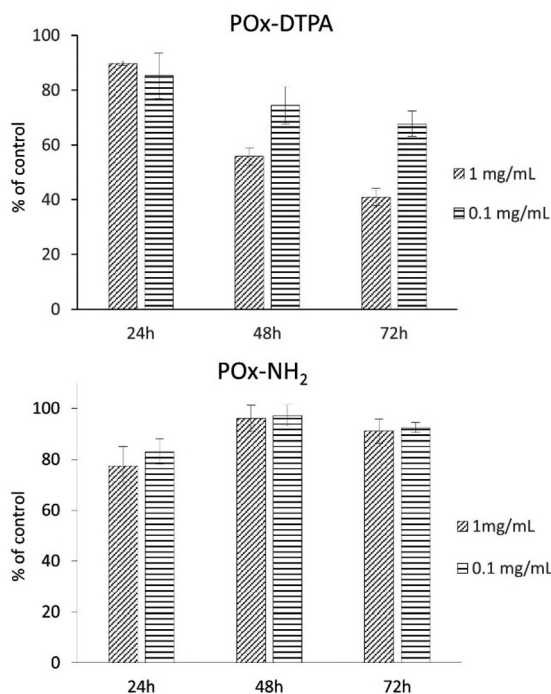 POx-DTPA
100
80
60
40
20
0
% of control
24h
48h
72h
1 mg/mL
0.1 mg/mL
POx-NH₂
100
80
60
40
20
0
% of control
24h
48h
72h
1mg/mL
0.1 mg/mL